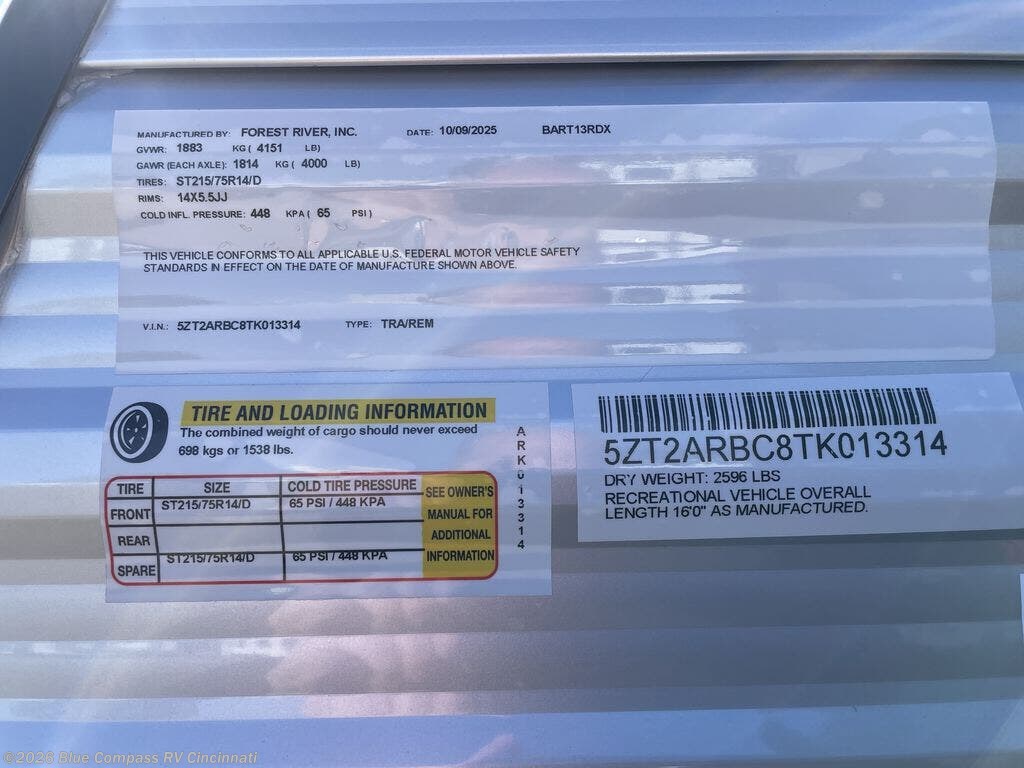 MANUFACTURED BY: FOREST RIVER, INC. DATE: 10/09/2025 BART13RDX
GVWR: 1883 KG ( 4151 LB)
GAWR (EACH AXLE): 1814 KG ( 4000 LB)
TIRES: ST215/75R14/D
RIMS: 14X5.5JJ
COLD INFL. PRESSURE: 448 KPA ( 65 PSI )
THIS VEHICLE CONFORMS TO ALL APPLICABLE U.S. FEDERAL MOTOR VEHICLE SAFETY
STANDARDS IN EFFECT ON THE DATE OF MANUFACTURE SHOWN ABOVE.
V.I.N.: 5ZT2ARBC8TK013314 TYPE: TRA/REM
TIRE AND LOADING INFORMATION
The combined weight of cargo should never exceed
698 kgs or 1538 lbs.
TIRE SIZE COLD TIRE PRESSURE
FRONT ST215/75R14/D 65 PSI / 448 KPA
REAR
SPARE ST215/75R14/D 65 PSI / 448 KPA
SEE OWNER'S
MANUAL FOR
ADDITIONAL
INFORMATION
ARK013314
5ZT2ARBC8TK013314
DRY WEIGHT: 2596 LBS
RECREATIONAL VEHICLE OVERALL
LENGTH 16'0" AS MANUFACTURED.
©2026 Blue Compass RV Cincinnati